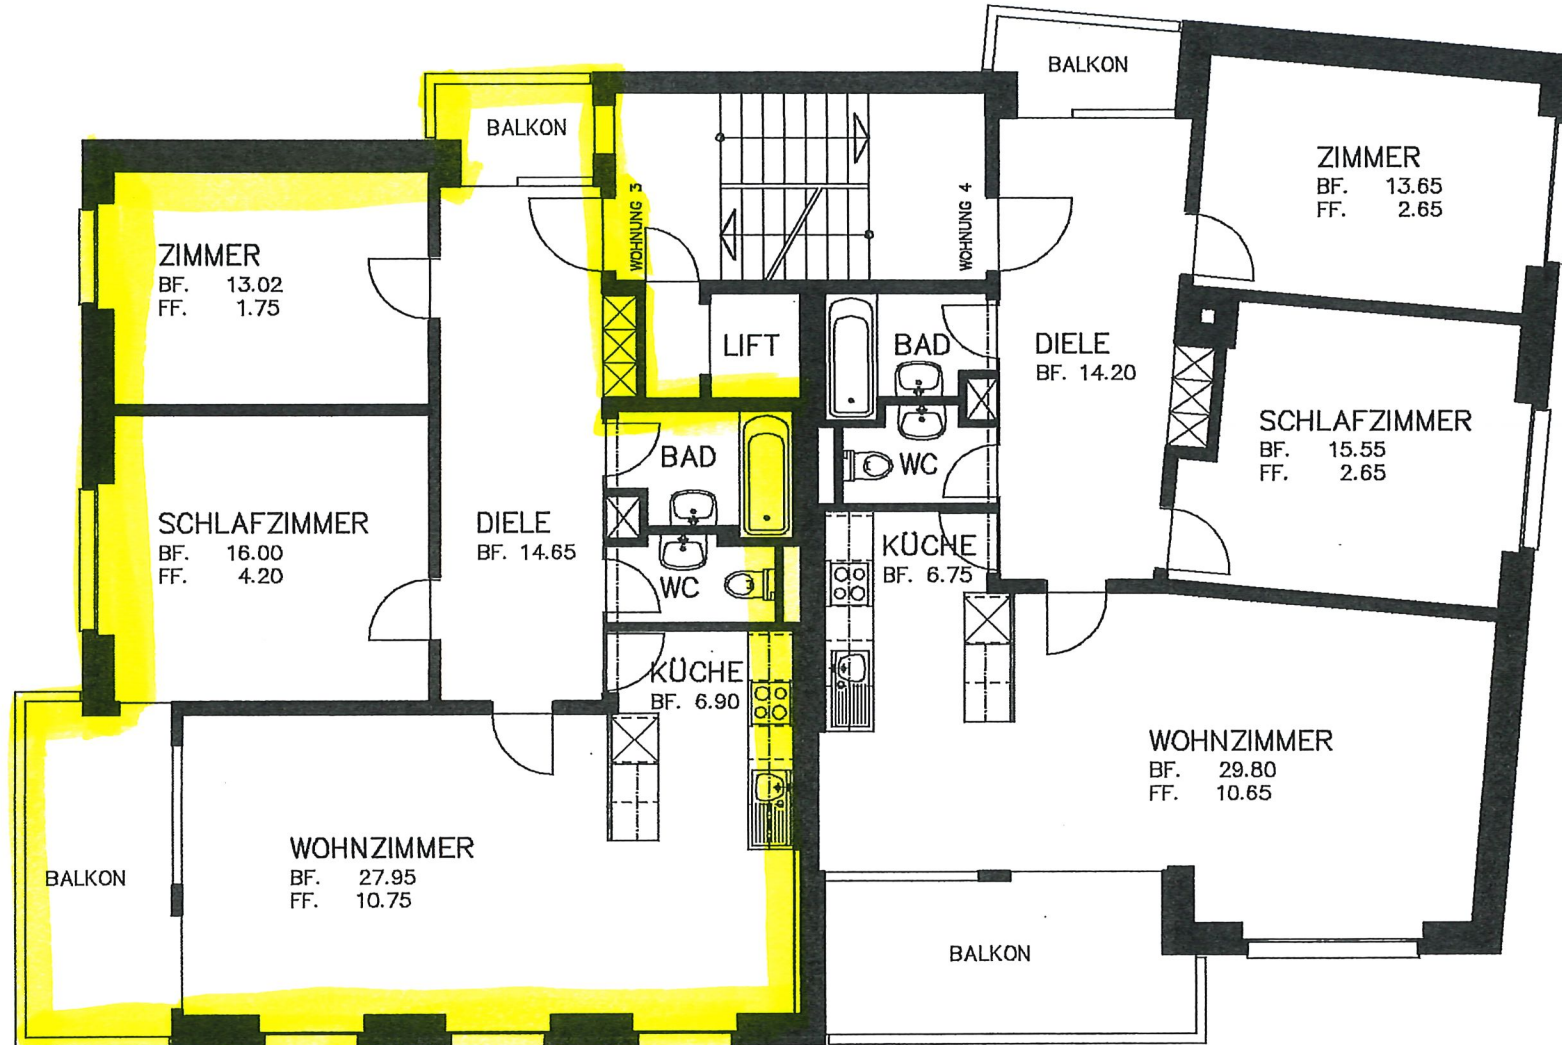 BALKON
BALKON
ZIMMER
BF. 13.65
FF. 2.65
WOHNUNG 3
WOHNUNG 4
ZIMMER
BF. 13.02
FF. 1.75
LIFT
BAD
DIELE
BF. 14.20
SCHLAFZIMMER
BF. 15.55
FF. 2.65
BAD
WC
SCHLAFZIMMER
BF. 16.00
FF. 4.20
DIELE
BF. 14.65
KÜCHE
BF. 6.75
WC
KÜCHE
BF. 6.90
WOHNZIMMER
BF. 29.80
FF. 10.65
WOHNZIMMER
BF. 27.95
FF. 10.75
BALKON
BALKON